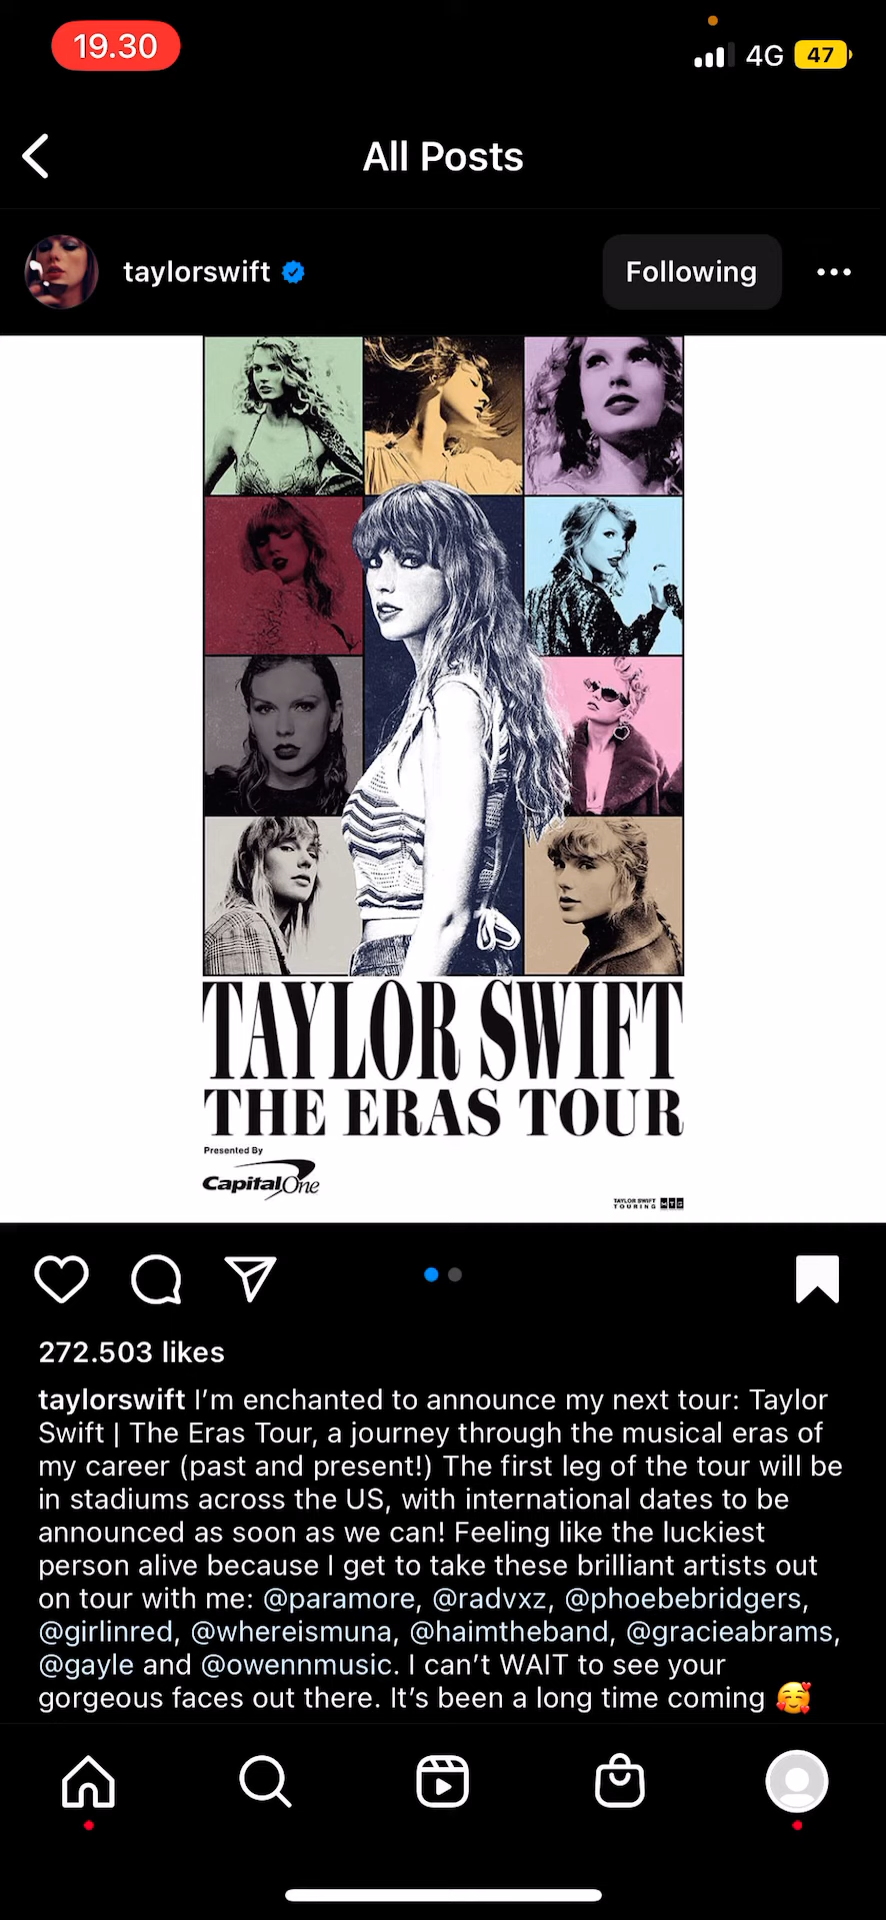 19.30
4G
47
All Posts
taylorswift
Following
TAYLOR SWIFT
THE ERAS TOUR
Presented By
CapitalOne
TAYLOR SWIFT
TOURING
272.503 likes
taylorswift I’m enchanted to announce my next tour: Taylor
Swift | The Eras Tour, a journey through the musical eras of
my career (past and present!) The first leg of the tour will be
in stadiums across the US, with international dates to be
announced as soon as we can! Feeling like the luckiest
person alive because I get to take these brilliant artists out
on tour with me: @paramore, @radvxz, @phoebebridgers,
@girlinred, @whereismuna, @haimtheband, @gracieabrams,
@gayle and @owennmusic. I can’t WAIT to see your
gorgeous faces out there. It’s been a long time coming 🥰